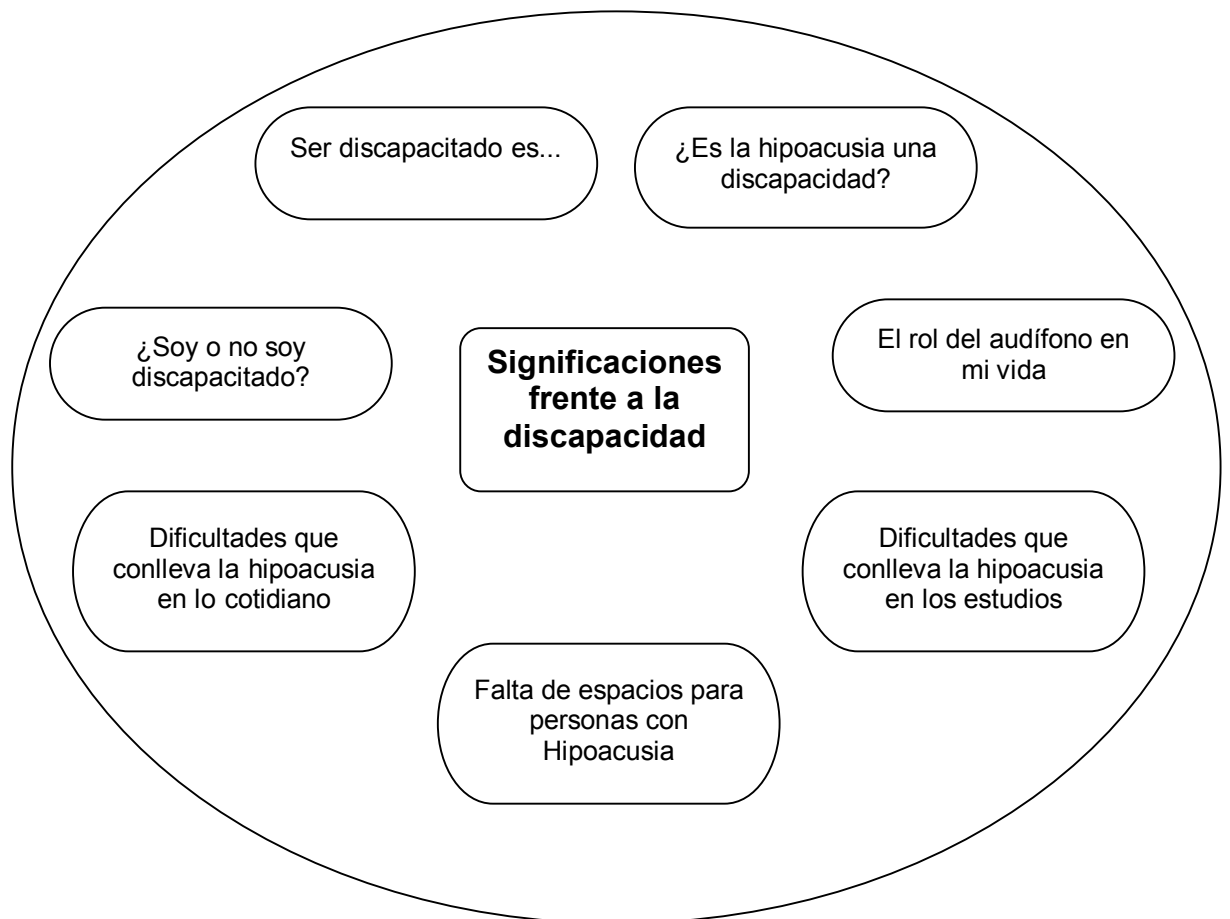 Ser discapacitado es...
¿Es la hipoacusia una
discapacidad?
¿Soy o no soy
discapacitado?
Significaciones
frente a la
discapacidad
El rol del audífono en
mi vida
Dificultades que
conlleva la hipoacusia
en lo cotidiano
Dificultades que
conlleva la hipoacusia
en los estudios
Falta de espacios para
personas con
Hipoacusia